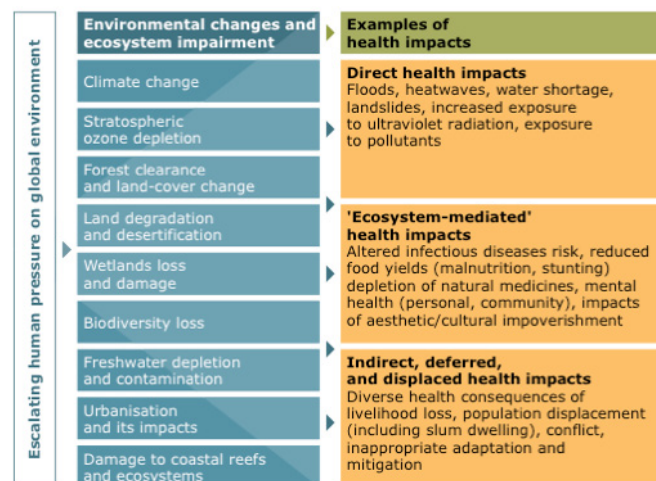 Escalating human pressure on global environment
Environmental changes and
ecosystem impairment
Climate change
Stratospheric
ozone depletion
Forest clearance
and land-cover change
Land degradation
and desertification
Wetlands loss
and damage
Biodiversity loss
Freshwater depletion
and contamination
Urbanisation
and its impacts
Damage to coastal reefs
and ecosystems
Examples of
health impacts
Direct health impacts
Floods, heatwaves, water shortage,
landslides, increased exposure
to ultraviolet radiation, exposure
to pollutants
'Ecosystem-mediated'
health impacts
Altered infectious diseases risk, reduced
food yields (malnutrition, stunting)
depletion of natural medicines, mental
health (personal, community), impacts
of aesthetic/cultural impoverishment
Indirect, deferred,
and displaced health impacts
Diverse health consequences of
livelihood loss, population displacement
(including slum dwelling), conflict,
inappropriate adaptation and
mitigation